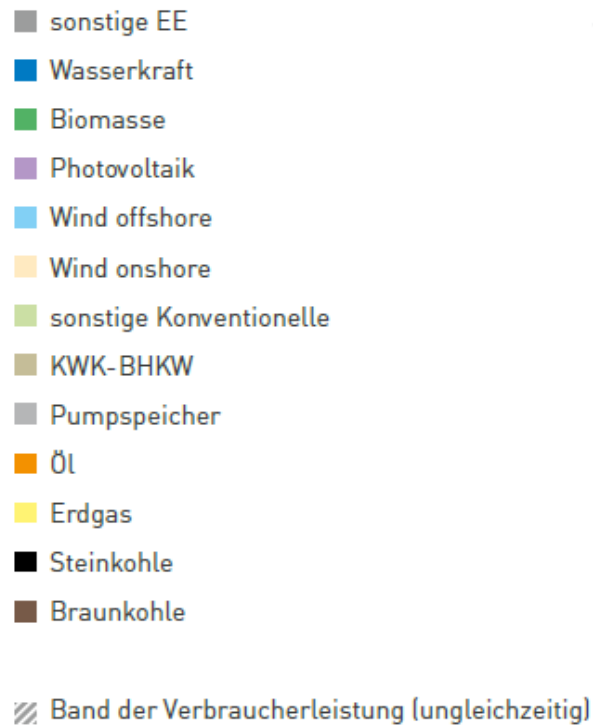 sonstige EE
Wasserkraft
Biomasse
Photovoltaik
Wind offshore
Wind onshore
sonstige Konventionelle
KWK-BHKW
Pumpspeicher
Öl
Erdgas
Steinkohle
Braunkohle
Band der Verbraucherleistung (ungleichzeitig)